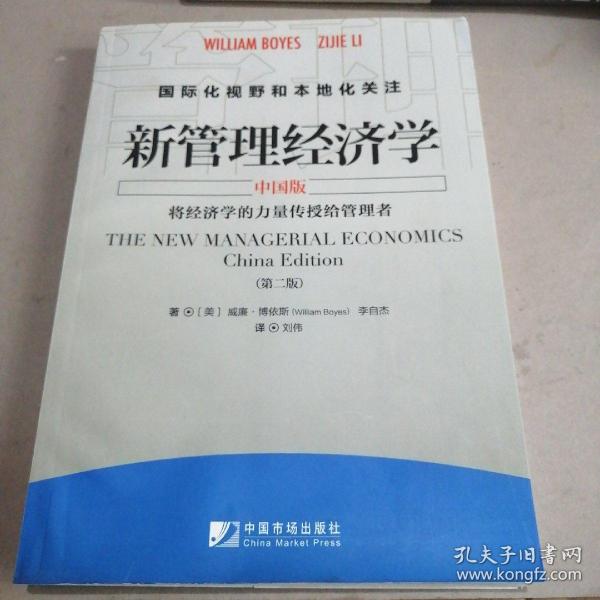 WILLIAM BOYES ZIJIE LI
国际化视野和本地化关注
新管理经济学
中国版
将经济学的力量传授给管理者
THE NEW MANAGERIAL ECONOMICS
China Edition
(第二版)
著⊙[美]威廉·博依斯(William Boyes) 李自杰
译⊙刘伟
中国市场出版社
China Market Press
孔夫子旧书网
www.kongfz.com